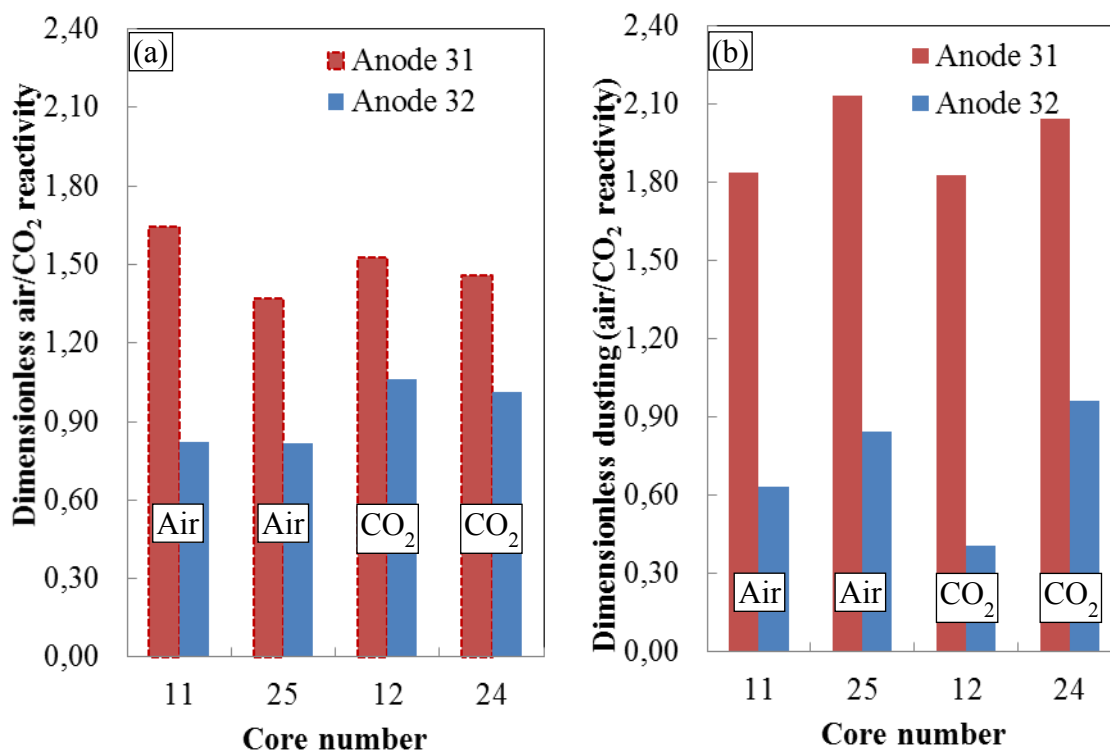 (a)
Anode 31
Anode 32
Dimensionless air/CO₂ reactivity
2,40
2,10
1,80
1,50
1,20
0,90
0,60
0,30
0,00
Air
Air
CO₂
CO₂
11 25 12 24
Core number
(b)
Anode 31
Anode 32
Dimensionless dusting (air/CO₂ reactivity)
2,40
2,10
1,80
1,50
1,20
0,90
0,60
0,30
0,00
Air
Air
CO₂
CO₂
11 25 12 24
Core number